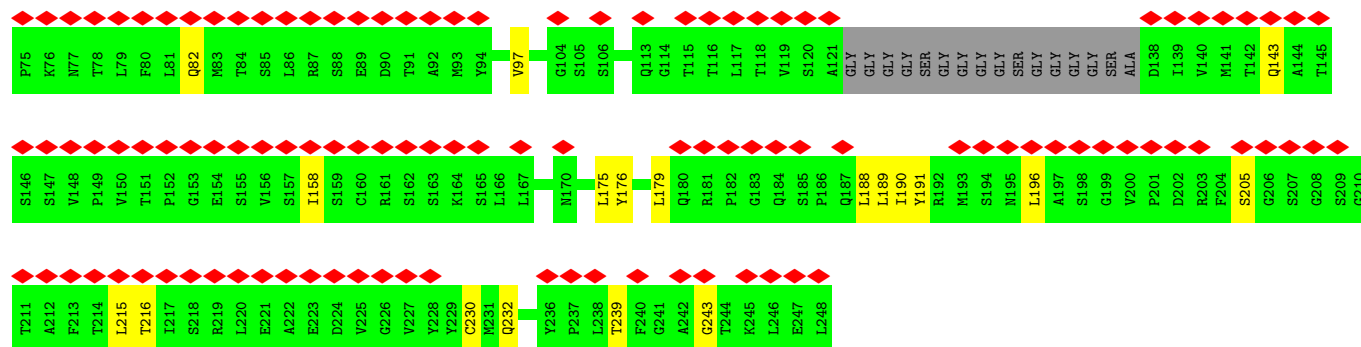 P75 K76 N77 T78 L79 F80 L81 Q82 M83 T84 S85 L86 R87 S88 E89 D90 T91 A92 M93 Y94 V97 G104 S105 S106 Q113 G114 T115 T116 L117 T118 V119 S120 A121 GLY GLY GLY GLY SER GLY GLY GLY GLY SER GLY GLY GLY GLY SER ALA D138 I139 V140 M141 T142 Q143 A144 T145
S146 S147 V148 P149 V150 T151 P152 G153 E154 S155 V156 S157 I158 S159 C160 R161 S162 S163 K164 S165 L166 L167 N170 L175 Y176 L179 Q180 R181 P182 G183 Q184 S185 P186 Q187 L188 L189 I190 Y191 R192 M193 S194 N195 L196 A197 S198 G199 V200 P201 D202 R203 F204 S205 G206 S207 G208 S209 G210
T211 A212 F213 T214 L215 T216 I217 S218 R219 L220 E221 A222 E223 D224 V225 G226 V227 Y228 Y229 C230 M231 Q232 Y236 P237 L238 T239 F240 G241 A242 G243 T244 K245 L246 E247 L248